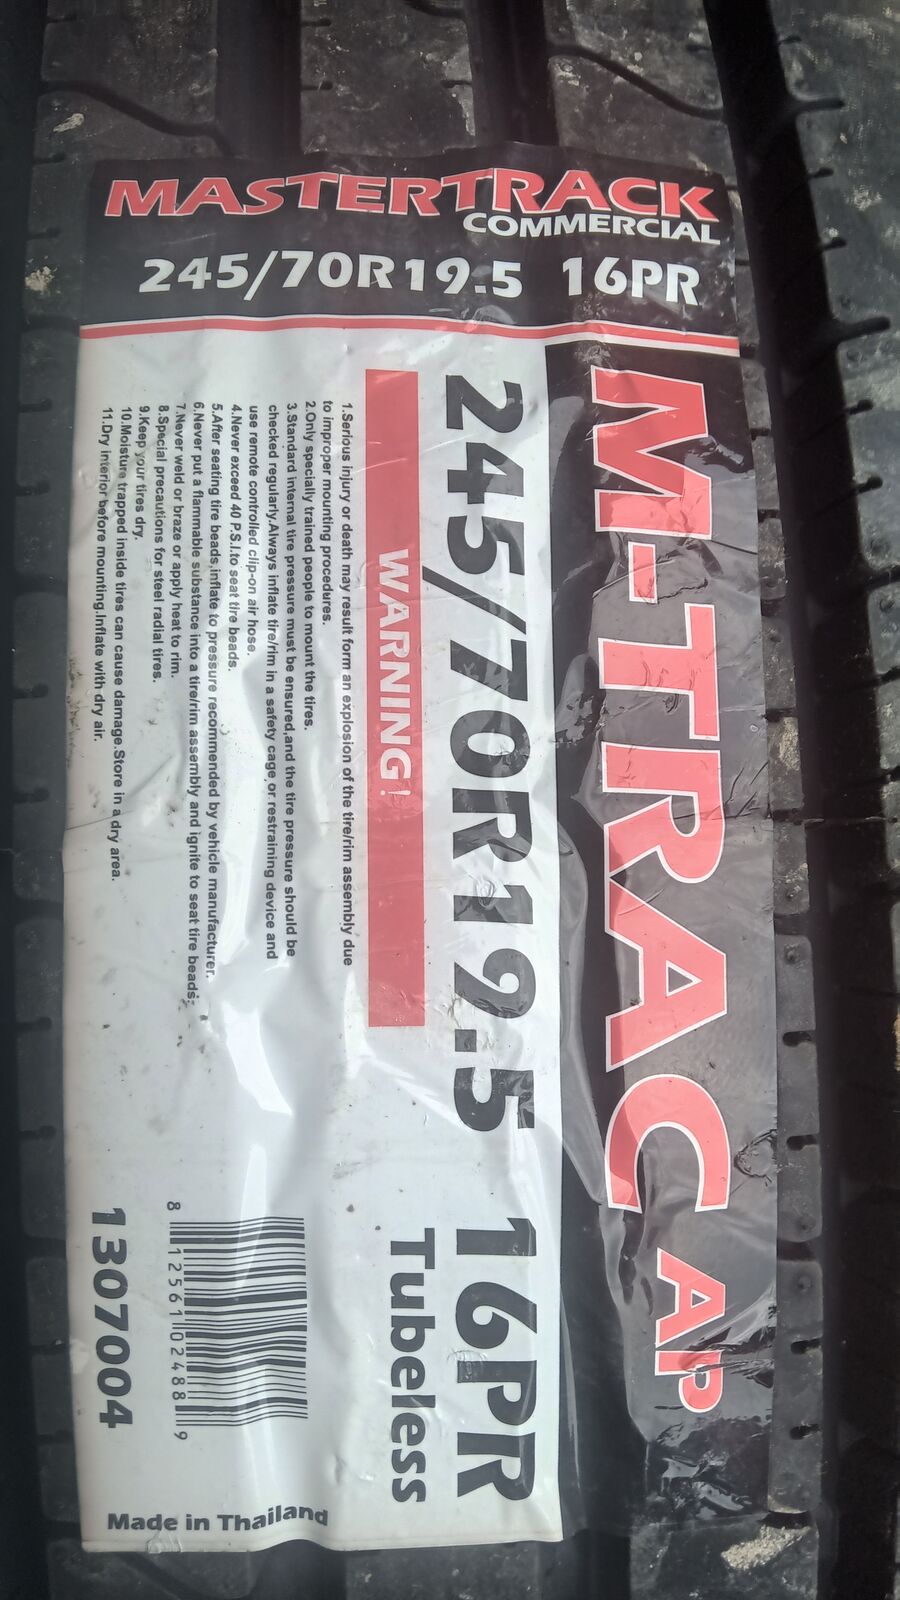 MASTERTRACK
COMMERCIAL
245/70R19.5 16PR
M-TRAC AP
245/70R19.5 16PR
Tubeless
WARNING!
1.Serious injury or death may result form an explosion of the tire/rim assembly due
to improper mounting procedures.
2.Only specially trained people to mount the tires.
3.Standard internal tire pressure must be ensured,and the tire pressure should be
checked regularly.Always inflate tire/rim in a safety cage or restraining device and
use remote controlled clip-on air hose.
4.Never exceed 40 P.S.I.to seat tire beads.
5.After seating tire beads,inflate to pressure recommended by vehicle manufacturer.
6.Never put a flammable substance into a tire/rim assembly and ignite to seat tire beads.
7.Never weld or braze or apply heat to rim.
8.Special precautions for steel radial tires.
9.Keep your tires dry.
10.Moisture trapped inside tires can cause damage.Store in a dry area.
11.Dry interior before mounting.Inflate with dry air.
8 12561 02488 9
1307004
Made in Thailand